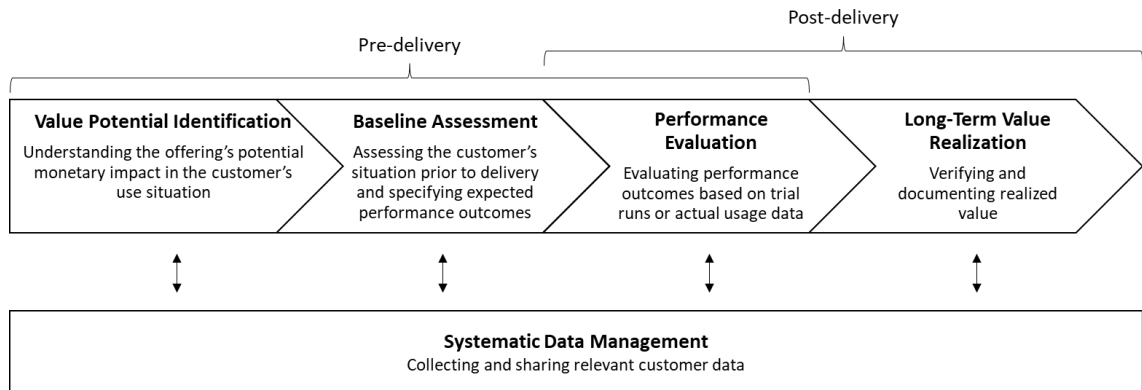 Post-delivery
Pre-delivery
Value Potential Identification
Understanding the offering's potential
monetary impact in the customer's
use situation
Baseline Assessment
Assessing the customer's
situation prior to delivery
and specifying expected
performance outcomes
Performance
Evaluation
Evaluating performance
outcomes based on trial
runs or actual usage data
Long-Term Value
Realization
Verifying and
documenting realized
value
Systematic Data Management
Collecting and sharing relevant customer data